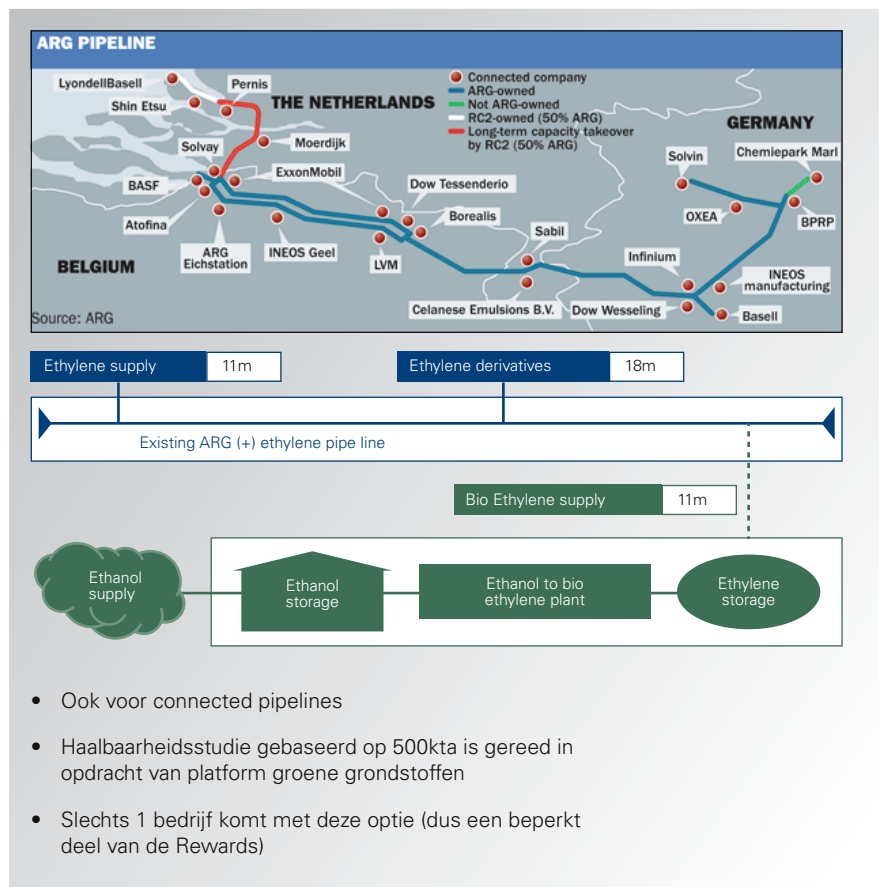 ARG PIPELINE
LyondellBasell
Pernis
Shin Etsu
THE NETHERLANDS
Connected company
ARG-owned
Not ARG-owned
RC2-owned (50% ARG)
Long-term capacity takeover
by RC2 (50% ARG)
GERMANY
Moerdijk
Solvay
Solvin
Chemiepark Marl
BASF
ExxonMobil
Dow Tessenderio
Atofina
Borealis
OXEA
BPRP
ARG
Eichstation
INEOS Geel
LVM
Sabil
Infinium
INEOS
manufacturing
BELGIUM
Celanese Emulsions B.V.
Dow Wesseling
Basell
Source: ARG
Ethylene supply 11m
Ethylene derivatives 18m
Existing ARG (+) ethylene pipe line
Bio Ethylene supply 11m
Ethanol
supply
Ethanol
storage
Ethanol to bio
ethylene plant
Ethylene
storage
• Ook voor connected pipelines
• Haalbaarheidsstudie gebaseerd op 500kta is gereed in
opdracht van platform groene grondstoffen
• Slechts 1 bedrijf komt met deze optie (dus een beperkt
deel van de Rewards)